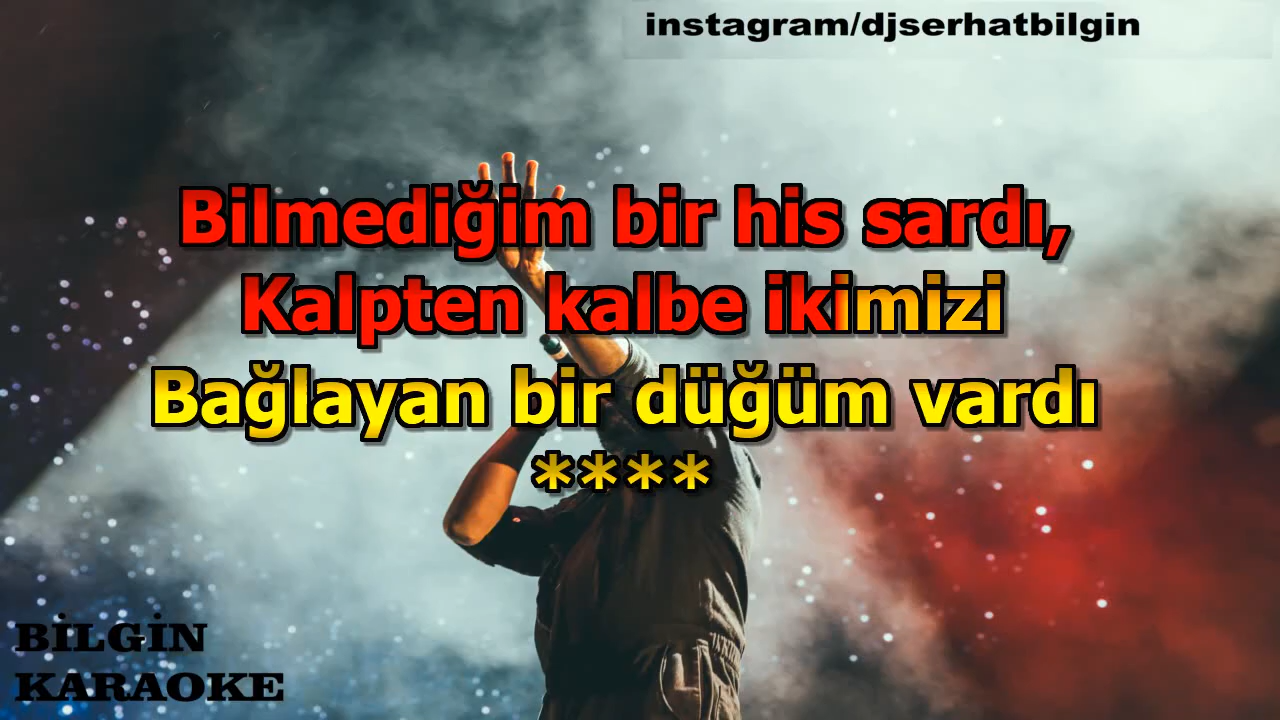 instagram/djserhatbilgin
Bilmediğim bir his sardı,
Kalpten kalbe ikimizi
Bağlayan bir düğüm vardı
****
BİLGİN
KARAOKE